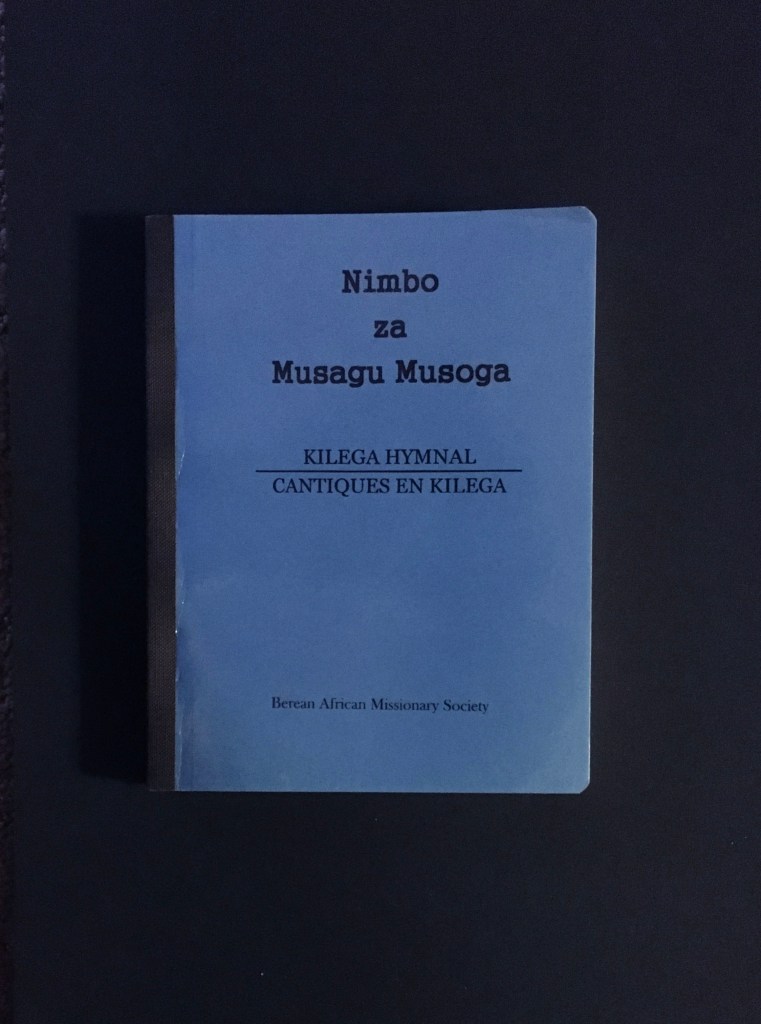 Nimbo
za
Musagu Musoga
KILEGA HYMNAL
CANTIQUES EN KILEGA
Berean African Missionary Society